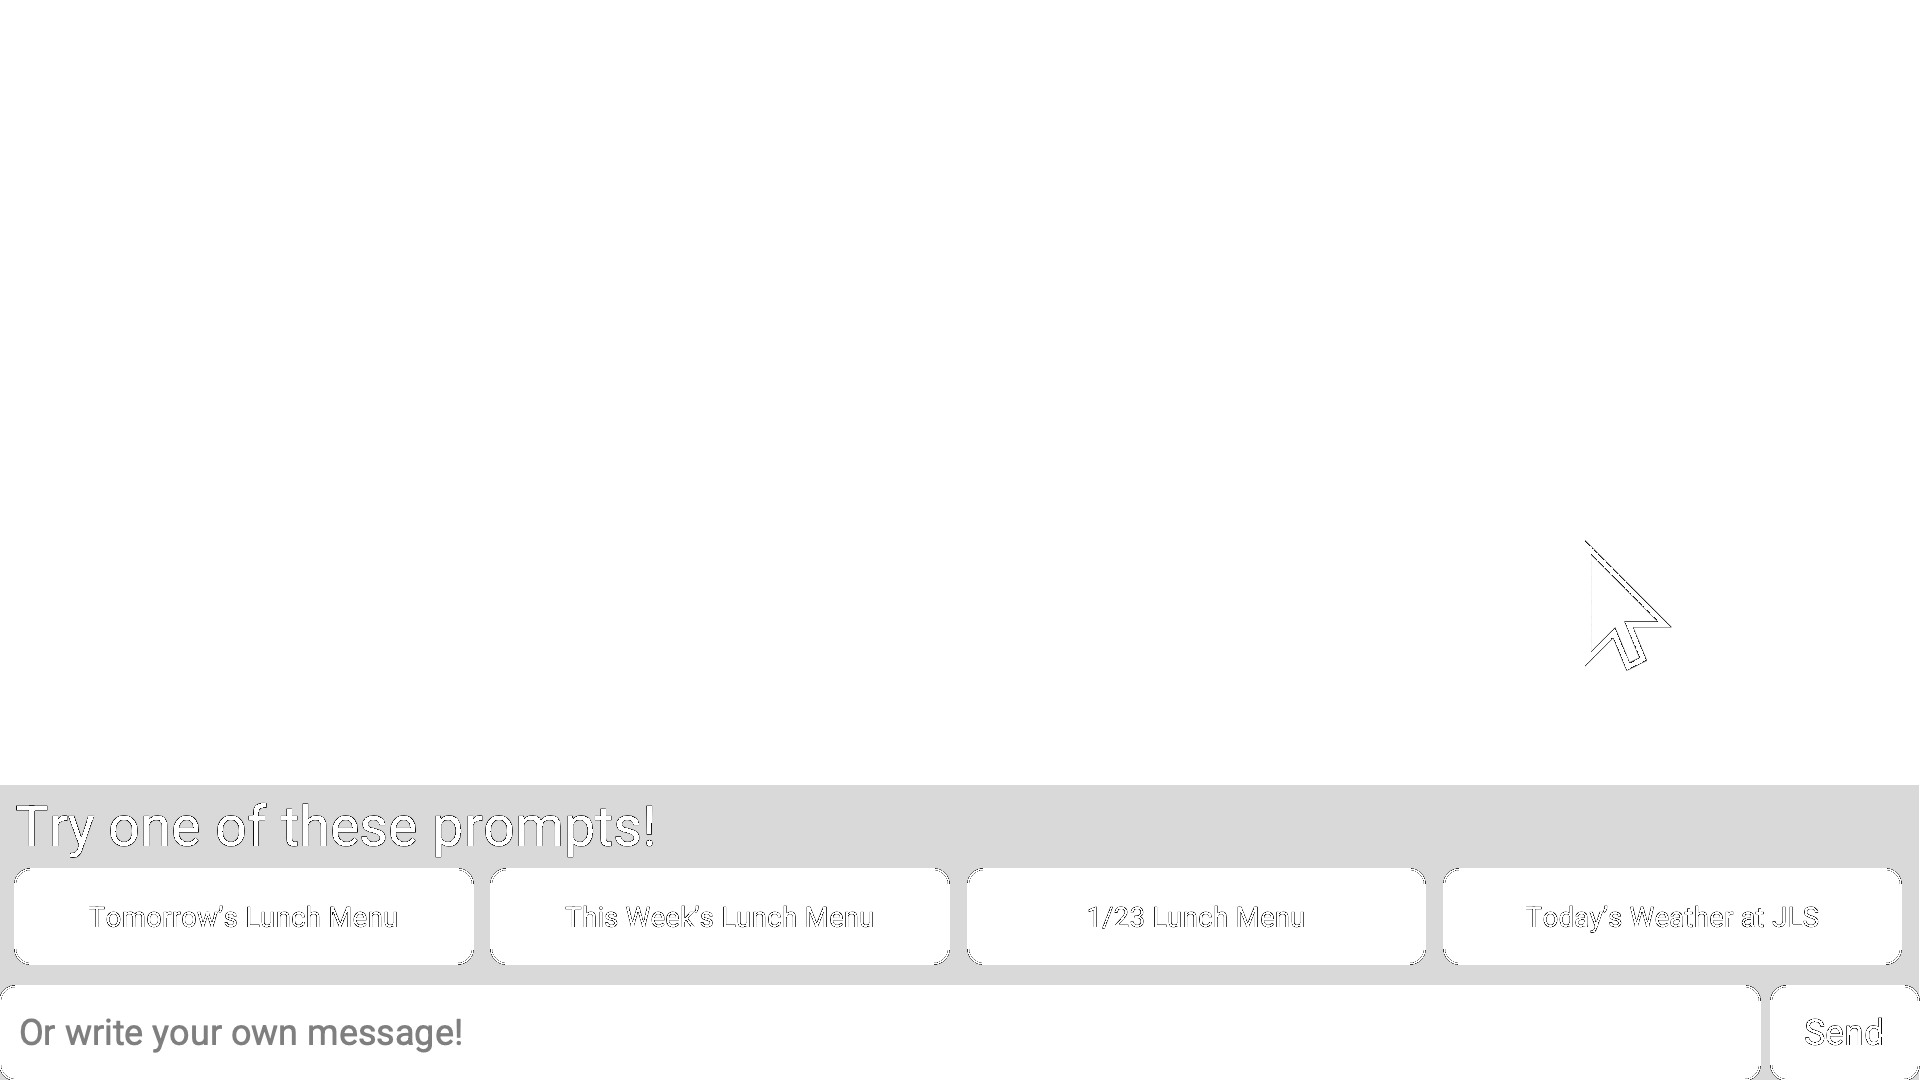 Try one of these prompts!
Tomorrow's Lunch Menu
This Week's Lunch Menu
1/23 Lunch Menu
Today's Weather at JLS
Or write your own message!
Send